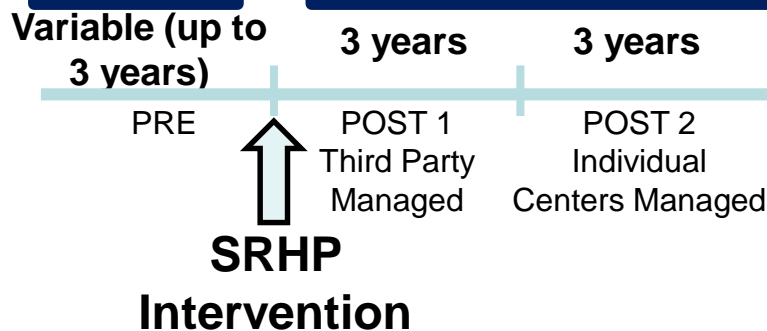 Variable (up to
3 years)
3 years
3 years
PRE
POST 1
Third Party
Managed
POST 2
Individual
Centers Managed
SRHP
Intervention